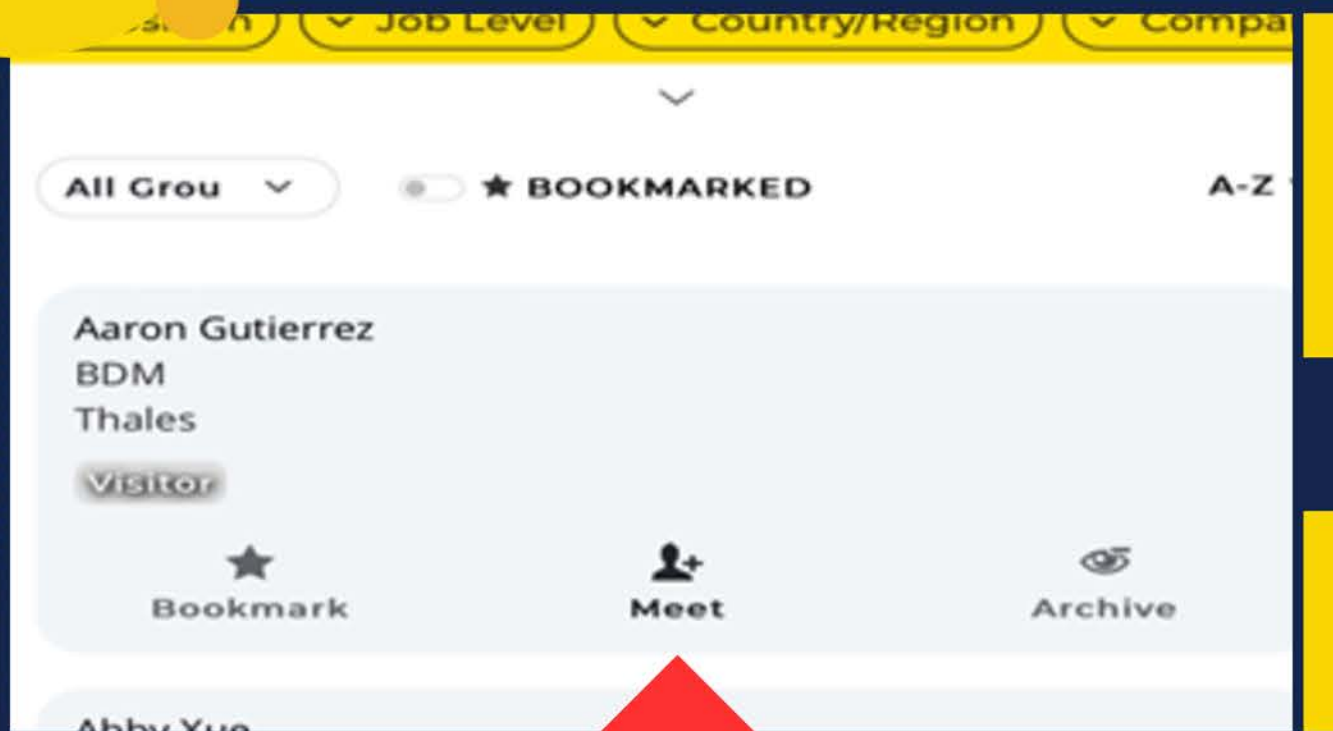 Job Level Country/Region
All Grou BOOKMARKED A-Z
Aaron Gutierrez
BDM
Thales
Visitor
Bookmark Meet Archive